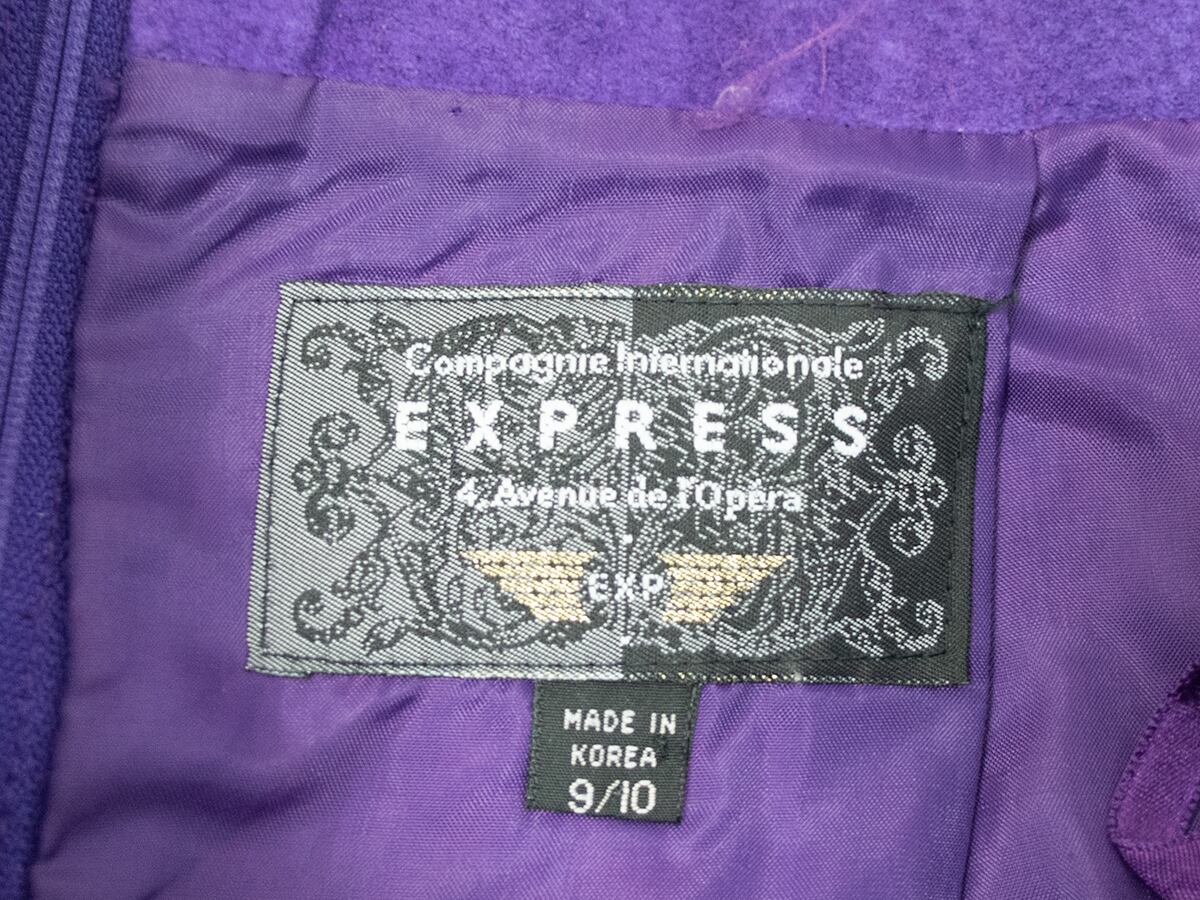 Compagnie Internationale
EXPRESS
4, Avenue de l'Opéra
EXP
MADE IN
KOREA
9/10